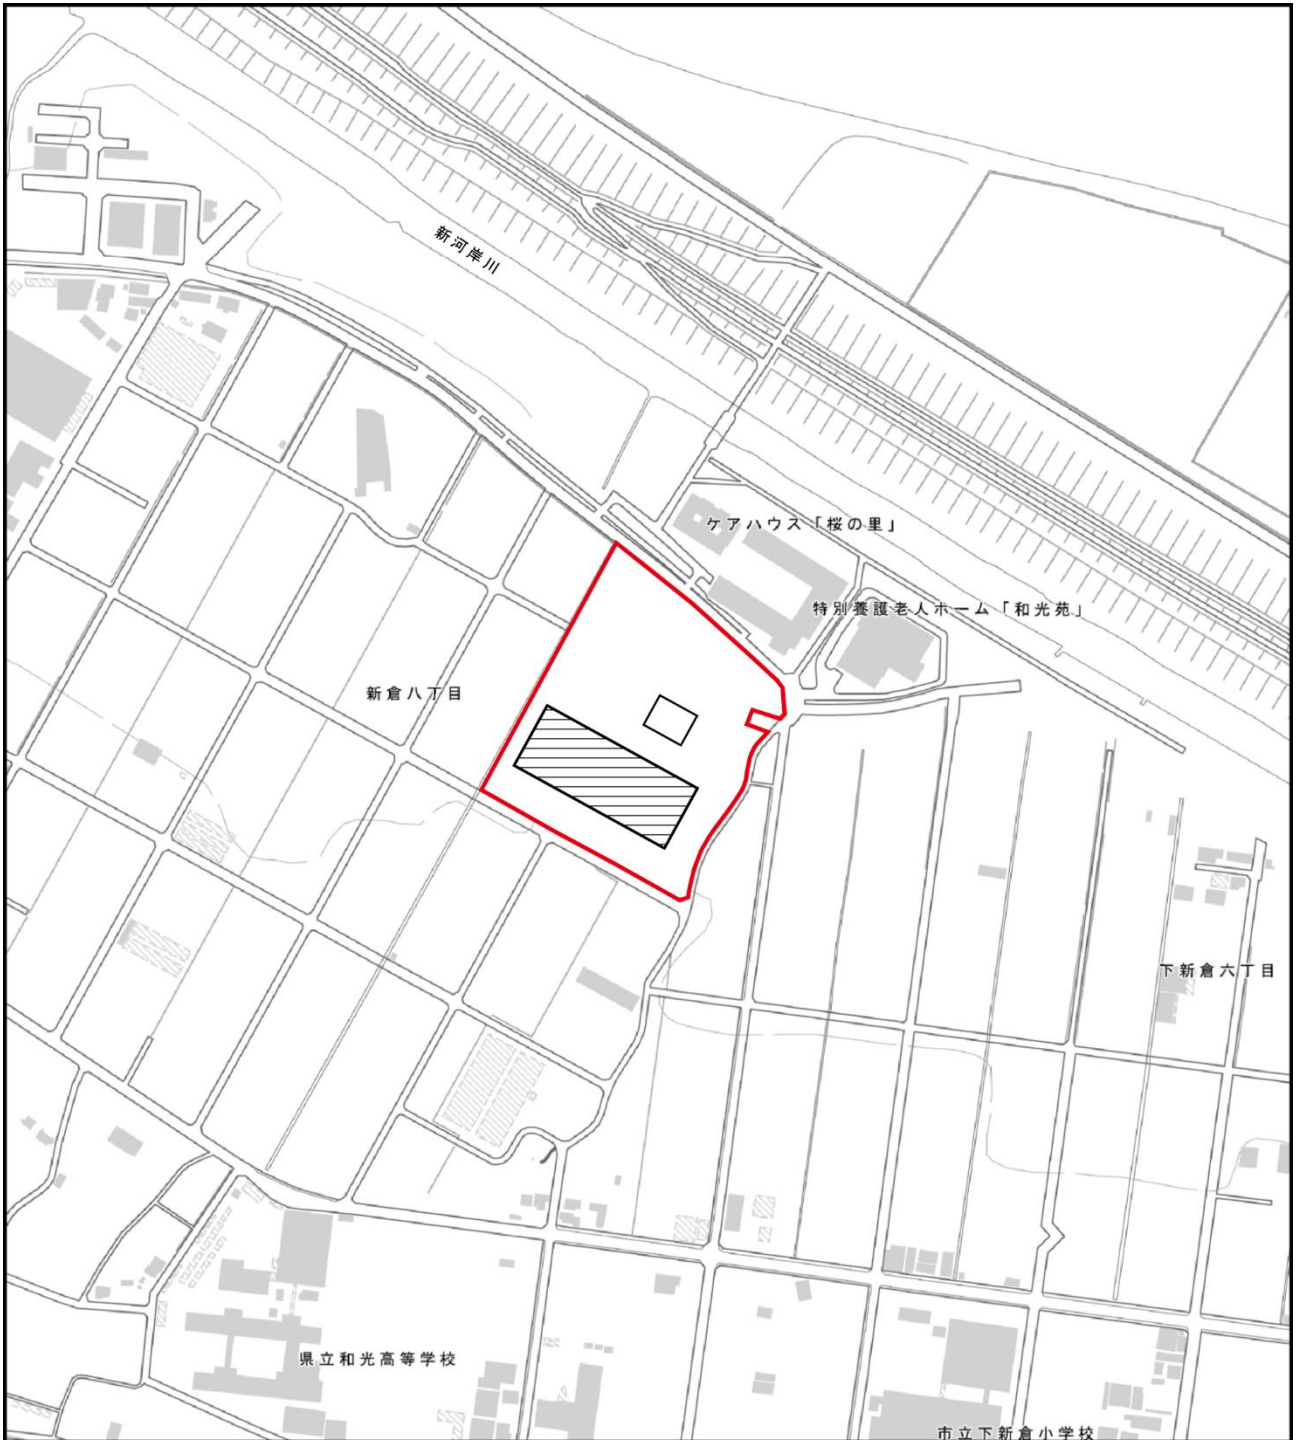 新河岸川
ケアハウス「桜の里」
特別養護老人ホーム「和光苑」
新倉八丁目
下新倉六丁目
県立和光高等学校
市立下新倉小学校